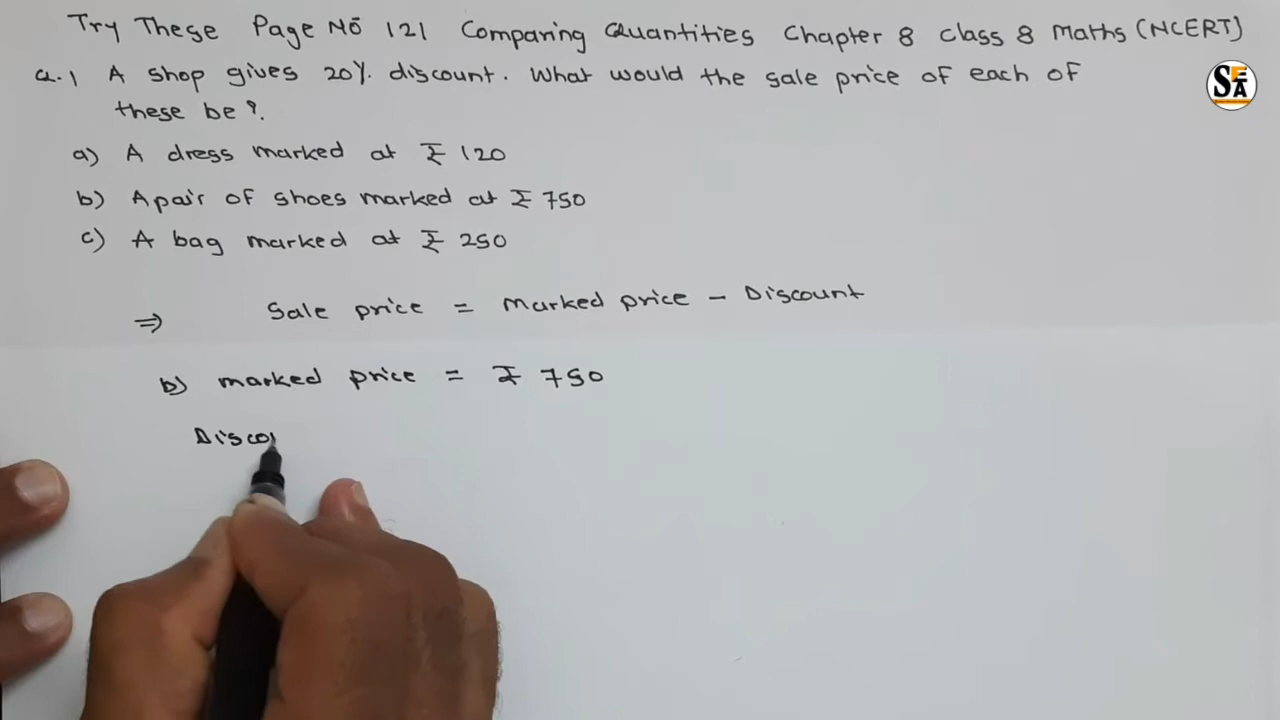 Try These Page No 121 Comparing Quantities Chapter 8 class 8 Maths (NCERT)
Q.1 A shop gives 20% discount. What would the sale price of each of
these be?
a) A dress marked at ₹ 120
b) A pair of shoes marked at ₹ 750
c) A bag marked at ₹ 250
⇒ Sale price = Marked price - Discount
b) marked price = ₹ 750
Disco
SFA